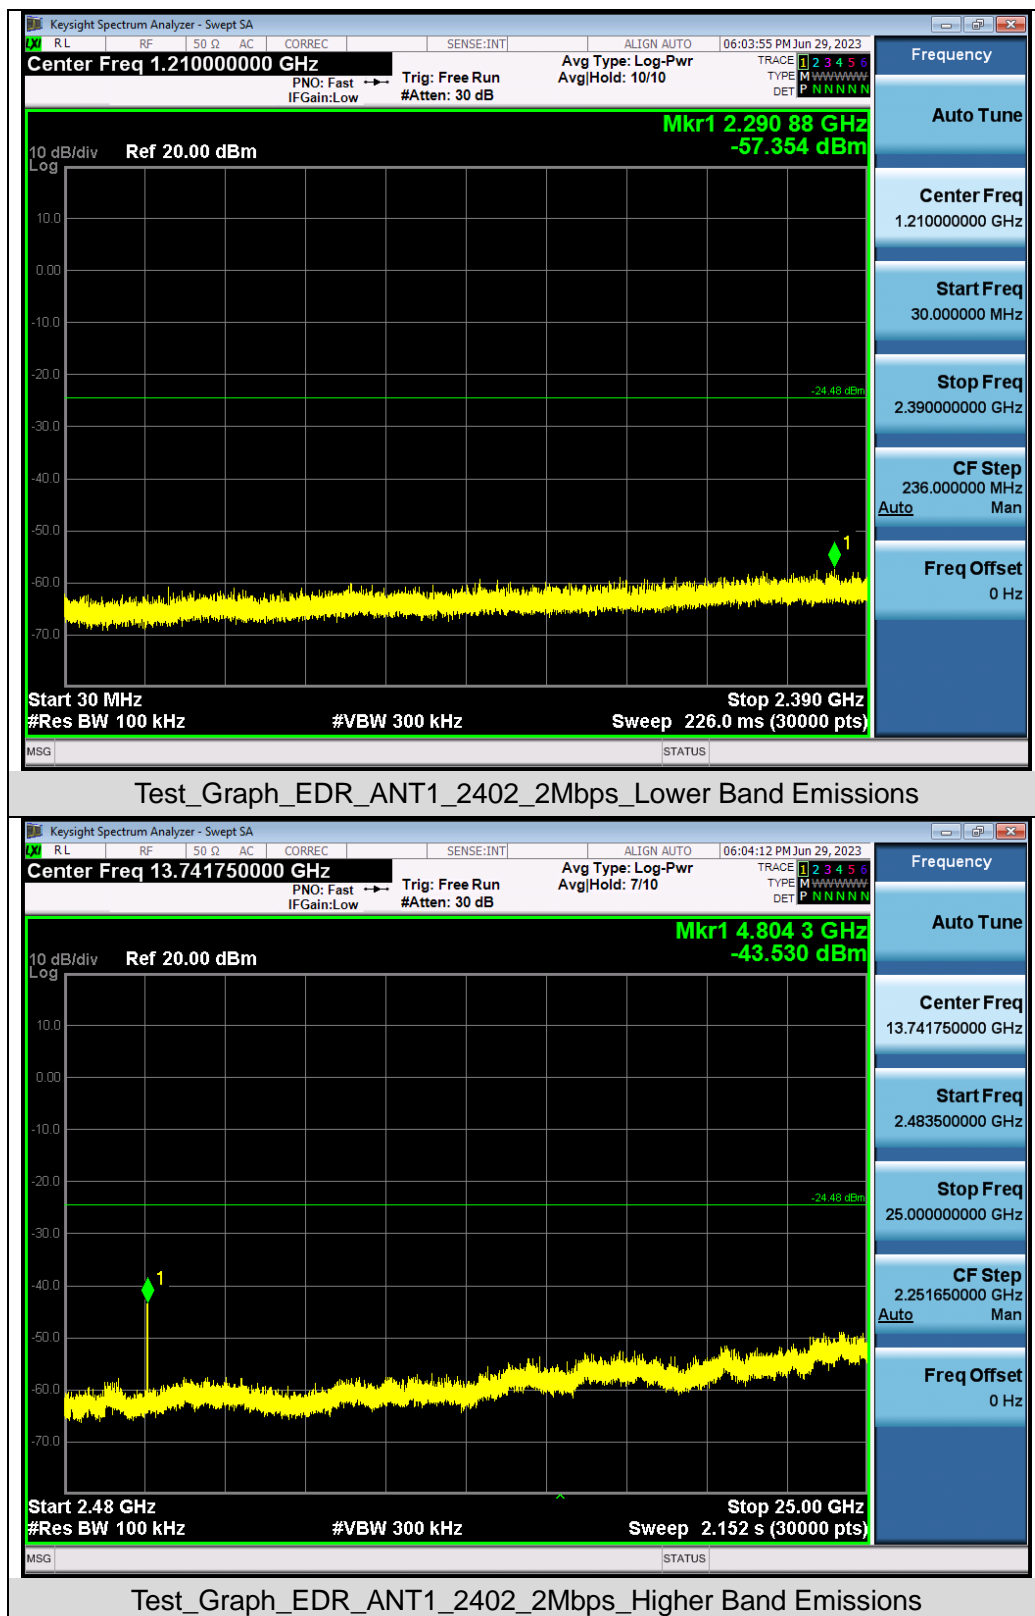 Keysight Spectrum Analyzer - Swept SA
LXI RL RF 50 Ω AC CORREC SENSE:INT ALIGN AUTO 06:03:55 PM Jun 29, 2023
Center Freq 1.210000000 GHz
PNO: Fast
IFGain:Low
Trig: Free Run
#Atten: 30 dB
Avg Type: Log-Pwr
Avg|Hold: 10/10
TRACE 1 2 3 4 5 6
TYPE M WWWWW
DET P N N N N N
Frequency
Auto Tune
Center Freq
1.210000000 GHz
Start Freq
30.000000 MHz
Stop Freq
2.390000000 GHz
CF Step
236.000000 MHz
Auto Man
Freq Offset
0 Hz
Mkr1 2.290 88 GHz
-57.354 dBm
10 dB/div Ref 20.00 dBm
Log
10.0
0.00
-10.0
-20.0
-24.48 dBm
-30.0
-40.0
-50.0
1
-60.0
-70.0
Start 30 MHz Stop 2.390 GHz
#Res BW 100 kHz #VBW 300 kHz Sweep 226.0 ms (30000 pts)
MSG STATUS
Test_Graph_EDR_ANT1_2402_2Mbps_Lower Band Emissions
Keysight Spectrum Analyzer - Swept SA
LXI RL RF 50 Ω AC CORREC SENSE:INT ALIGN AUTO 06:04:12 PM Jun 29, 2023
Center Freq 13.741750000 GHz
PNO: Fast
IFGain:Low
Trig: Free Run
#Atten: 30 dB
Avg Type: Log-Pwr
Avg|Hold: 7/10
TRACE 1 2 3 4 5 6
TYPE M WWWWW
DET P N N N N N
Frequency
Auto Tune
Center Freq
13.741750000 GHz
Start Freq
2.483500000 GHz
Stop Freq
25.000000000 GHz
CF Step
2.251650000 GHz
Auto Man
Freq Offset
0 Hz
Mkr1 4.804 3 GHz
-43.530 dBm
10 dB/div Ref 20.00 dBm
Log
10.0
0.00
-10.0
-20.0
-24.48 dBm
-30.0
1
-40.0
-50.0
-60.0
-70.0
Start 2.48 GHz Stop 25.00 GHz
#Res BW 100 kHz #VBW 300 kHz Sweep 2.152 s (30000 pts)
MSG STATUS
Test_Graph_EDR_ANT1_2402_2Mbps_Higher Band Emissions